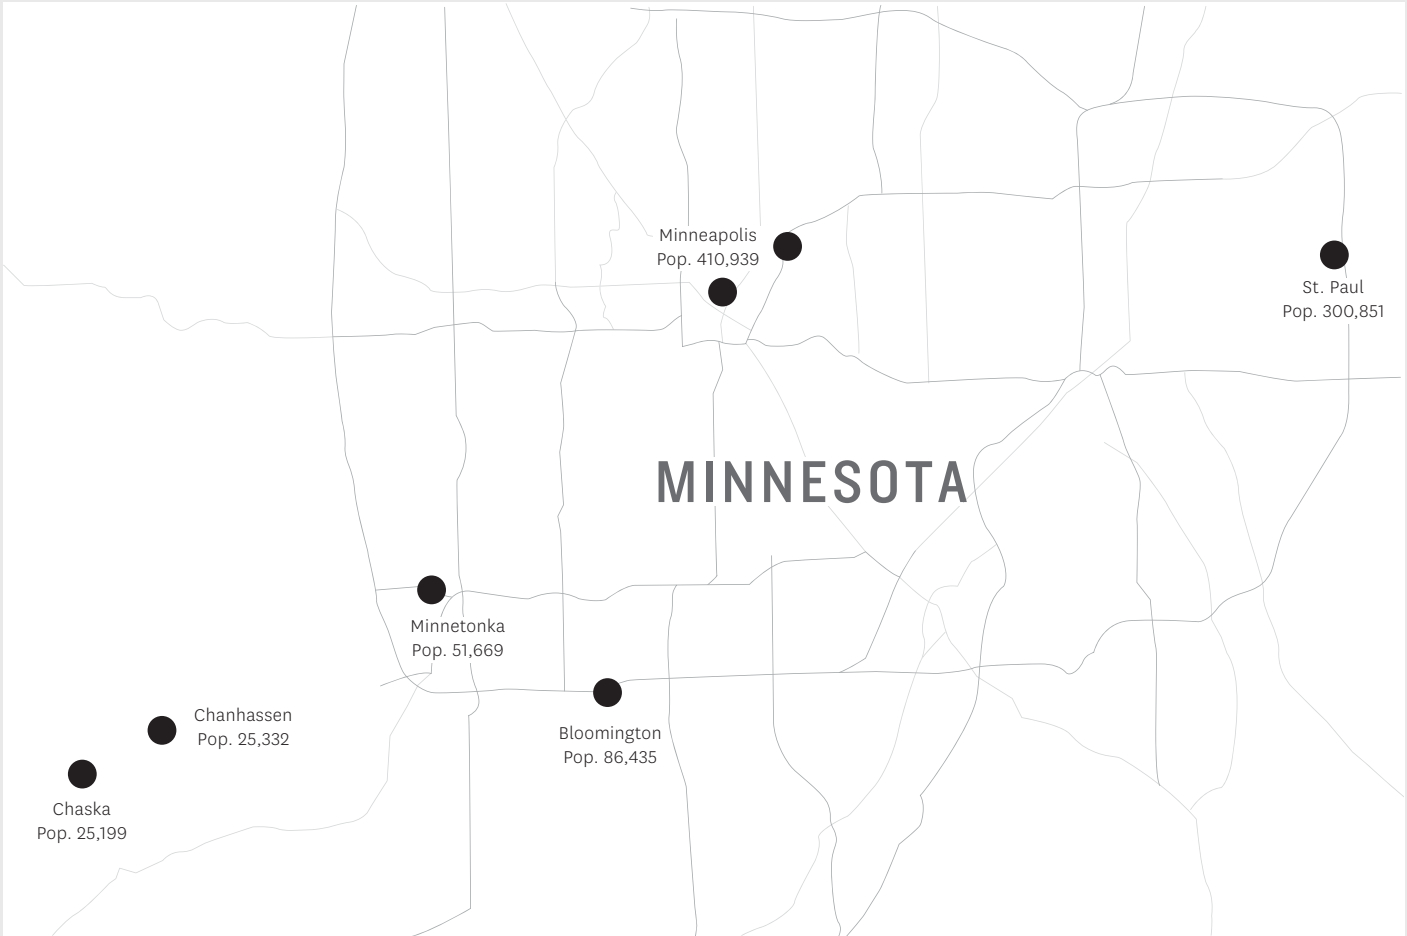 Minneapolis
Pop. 410,939
St. Paul
Pop. 300,851
MINNESOTA
Minnetonka
Pop. 51,669
Chanhassen
Pop. 25,332
Bloomington
Pop. 86,435
Chaska
Pop. 25,199